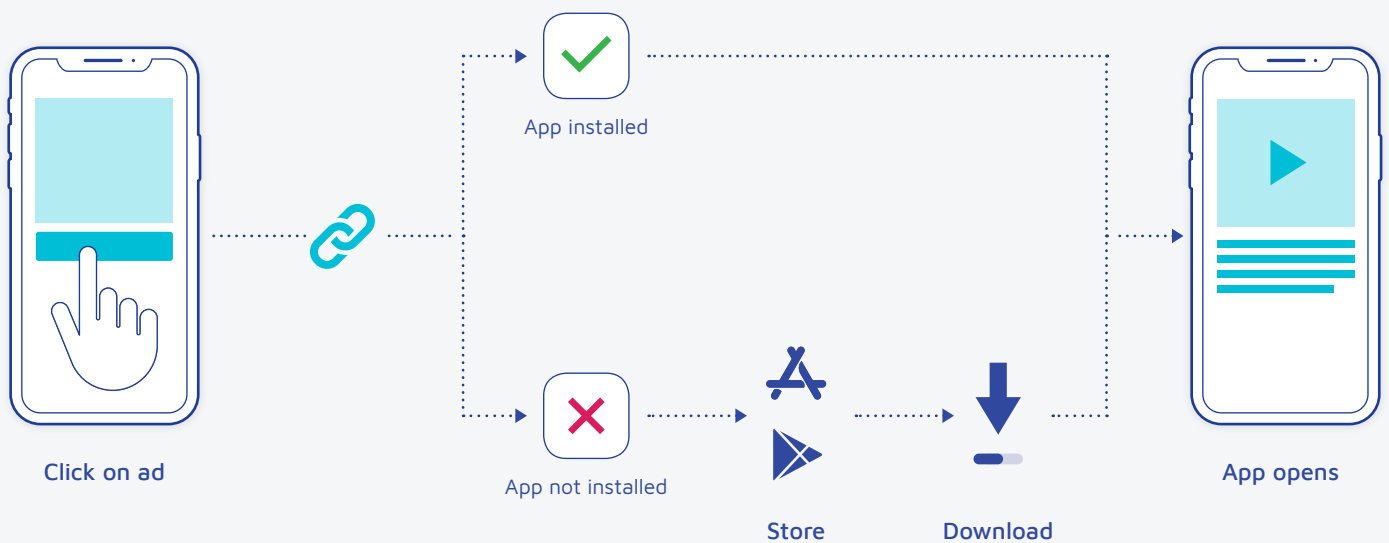 App installed
Click on ad
App not installed
App opens
Store
Download